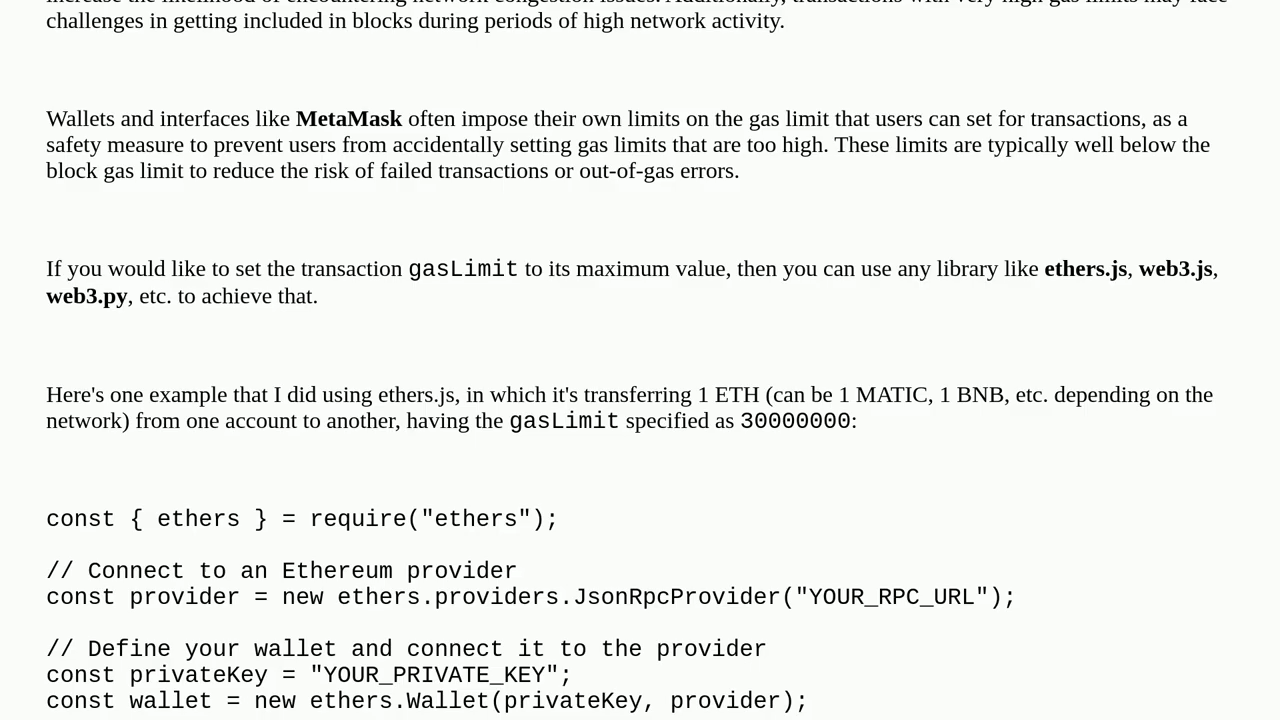 challenges in getting included in blocks during periods of high network activity.
Wallets and interfaces like MetaMask often impose their own limits on the gas limit that users can set for transactions, as a
safety measure to prevent users from accidentally setting gas limits that are too high. These limits are typically well below the
block gas limit to reduce the risk of failed transactions or out-of-gas errors.
If you would like to set the transaction gasLimit to its maximum value, then you can use any library like ethers.js, web3.js,
web3.py, etc. to achieve that.
Here's one example that I did using ethers.js, in which it's transferring 1 ETH (can be 1 MATIC, 1 BNB, etc. depending on the
network) from one account to another, having the gasLimit specified as 30000000:
const { ethers } = require("ethers");
// Connect to an Ethereum provider
const provider = new ethers.providers.JsonRpcProvider("YOUR_RPC_URL");
// Define your wallet and connect it to the provider
const privateKey = "YOUR_PRIVATE_KEY";
const wallet = new ethers.Wallet(privateKey, provider);